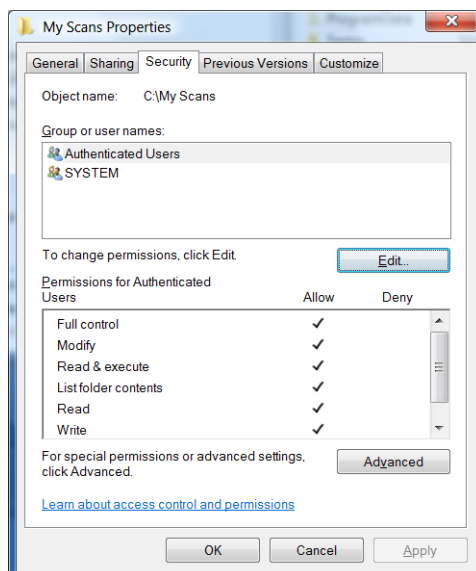 My Scans Properties
General Sharing Security Previous Versions Customize
Object name: C:\My Scans
Group or user names:
Authenticated Users
SYSTEM
To change permissions, click Edit.
Edit...
Permissions for Authenticated
Users Allow Deny
Full control
Modify
Read & execute
List folder contents
Read
Write
For special permissions or advanced settings,
click Advanced.
Advanced
Learn about access control and permissions
OK Cancel Apply